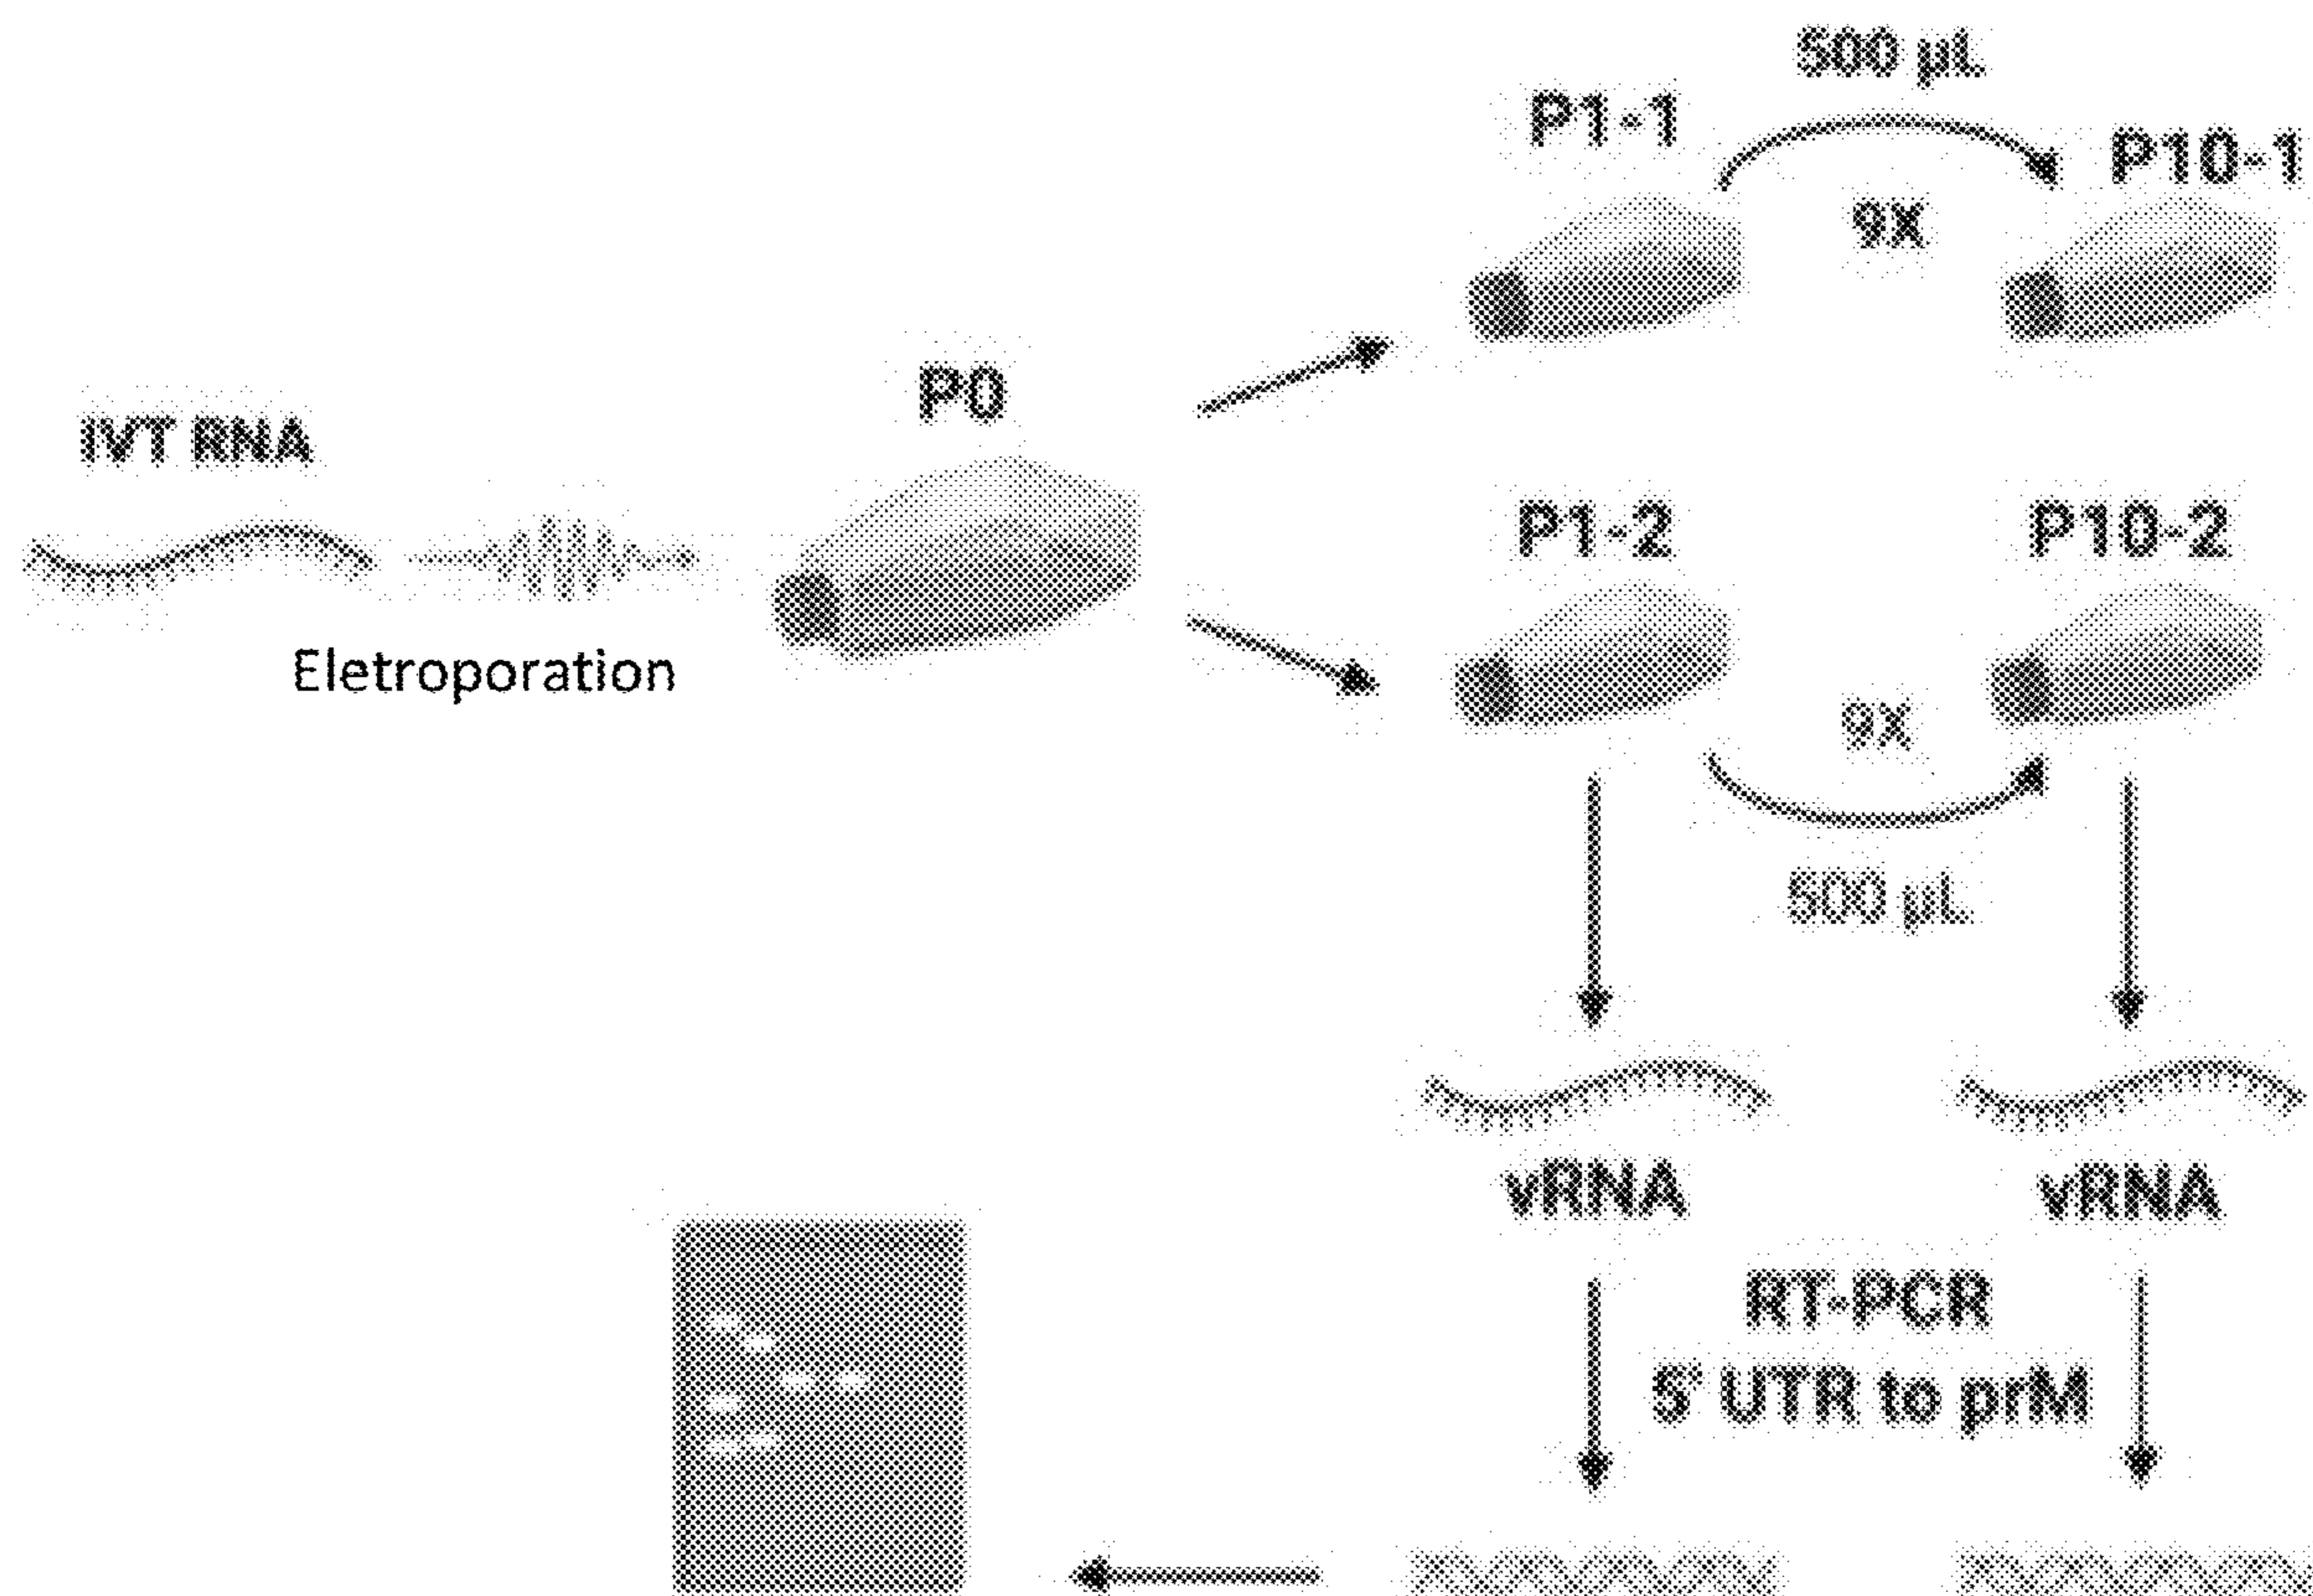 500 µL
P1-1
P10-1
9X
P0
IVT RNA
P1-2
P10-2
Eletroporation
9X
500 µL
vRNA
vRNA
RT-PCR
5' UTR to prM